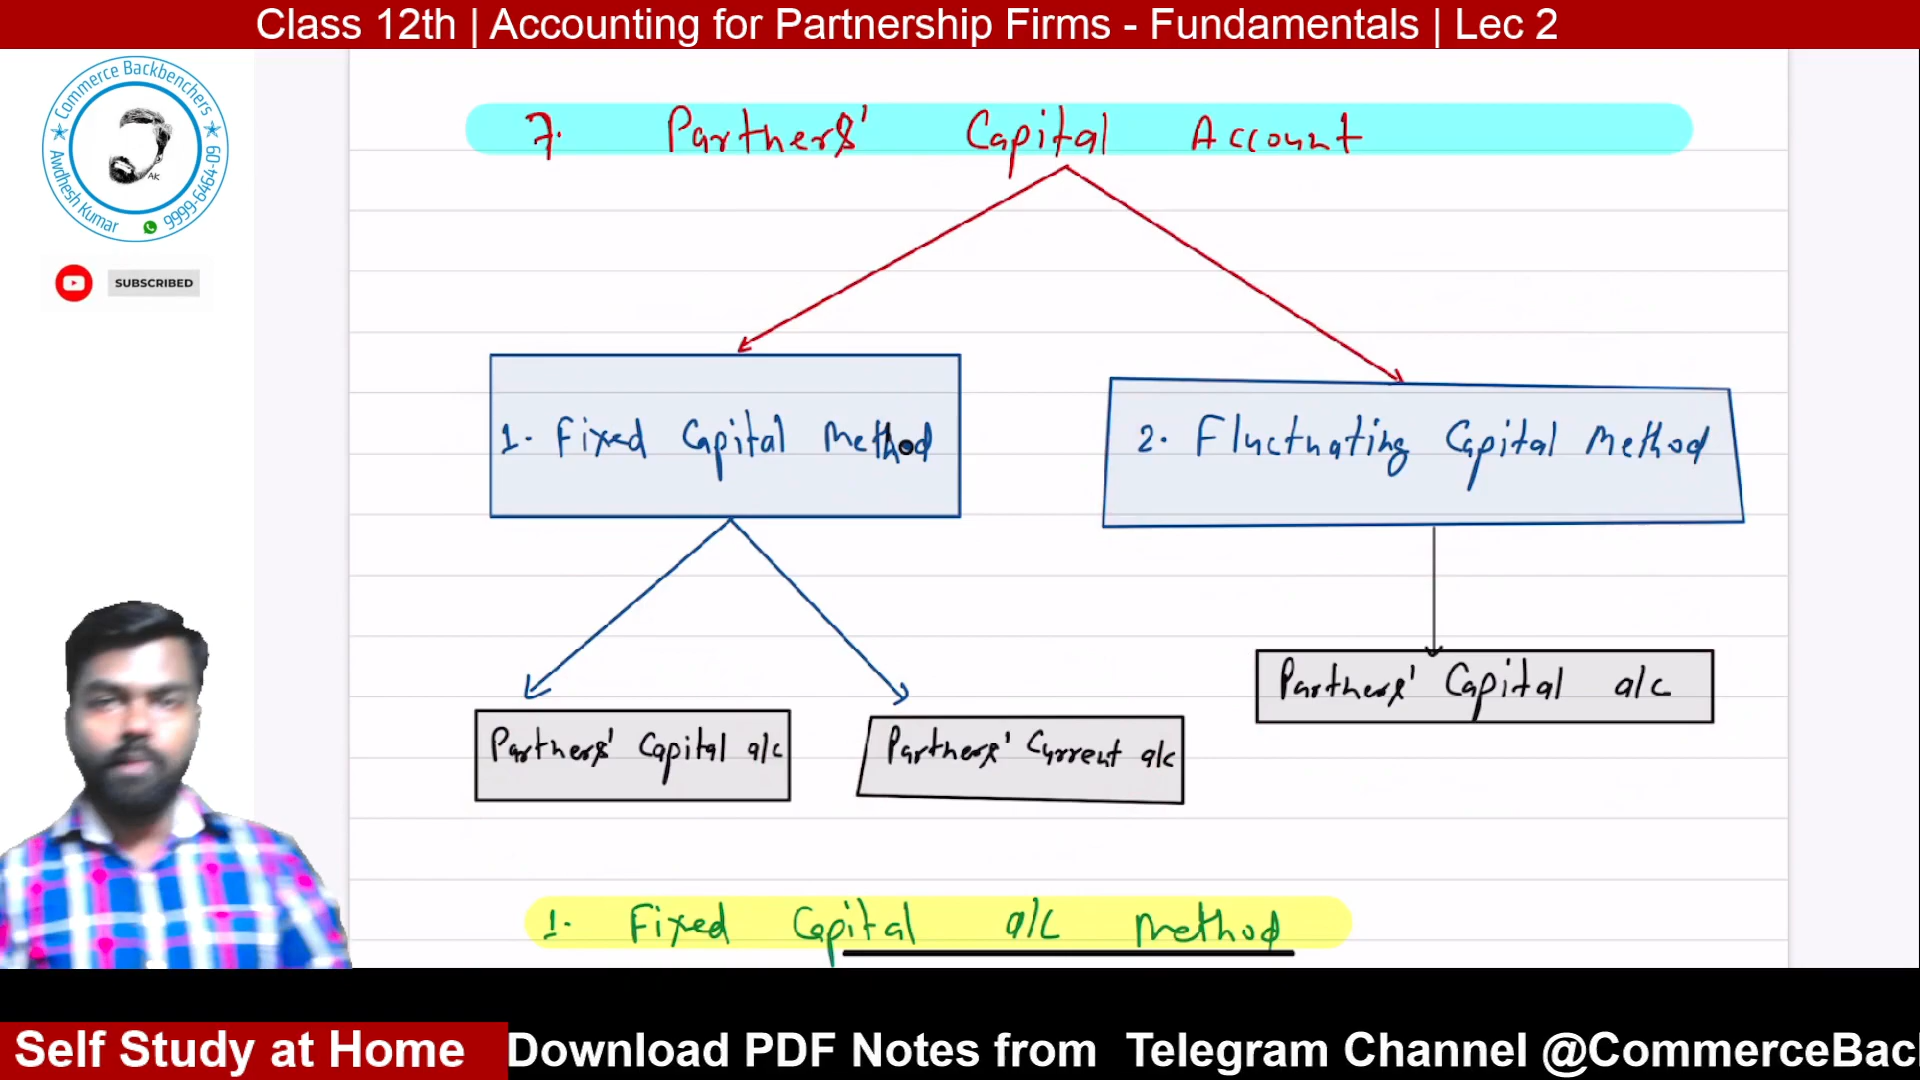 Class 12th | Accounting for Partnership Firms - Fundamentals | Lec 2
Commerce Backbenchers
Awdhesh Kumar
9999-6464-09
AK
SUBSCRIBED
7. Partners' Capital Account
1. Fixed Capital Method
2. Fluctuating Capital Method
Partners' Capital a/c
Partners' Current a/c
Partners' Capital a/c
1. Fixed Capital a/c Method
Self Study at Home
Download PDF Notes from Telegram Channel @CommerceBac